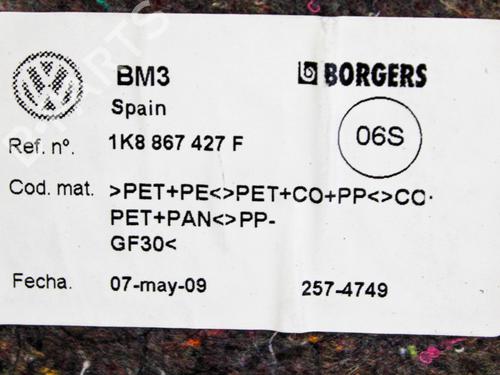 BM3 BORGERS
Spain
Ref. nº. 1K8 867 427 F 06S
Cod. mat. >PET+PE<>PET+CO+PP<>CO·
PET+PAN<>PP-
GF30<
Fecha. 07-may-09 257-4749
B-PARTS